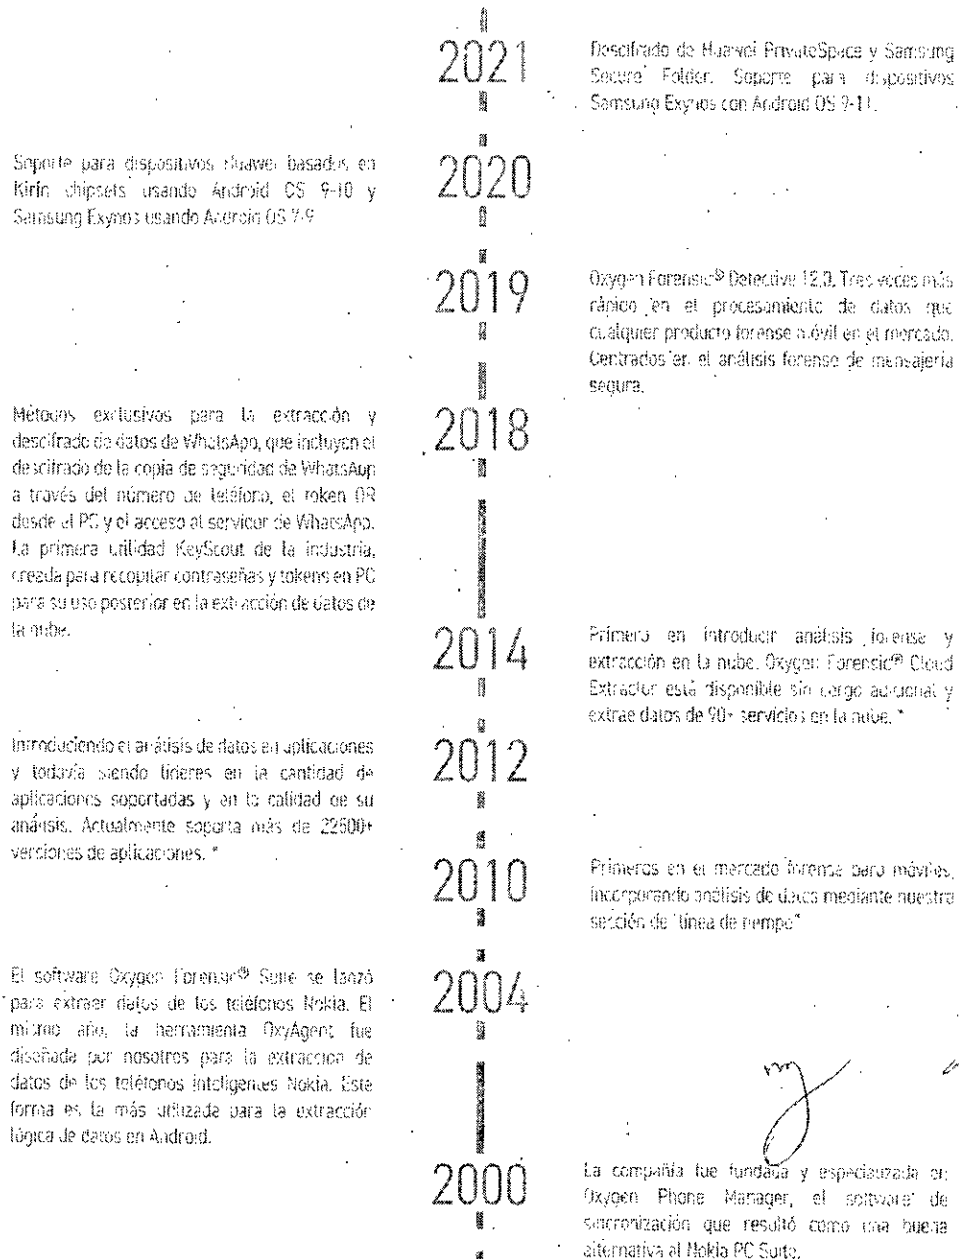 2021
Descifrado de Huawei PrivateSpace y Samsung
Secure Folder. Soporte para dispositivos
Samsung Exynos con Android OS 9-11.
Soporte para dispositivos Huawei basados en
Kirin chipsets usando Android OS 9-10 y
Samsung Exynos usando Android OS 7-9
2020
2019
Oxygen Forensic® Detective 12.0. Tres veces más
rápido en el procesamiento de datos que
cualquier producto forense móvil en el mercado.
Centrados en el análisis forense de mensajería
segura.
Métodos exclusivos para la extracción y
descifrado de datos de WhatsApp, que incluyen el
descifrado de la copia de seguridad de WhatsApp
a través del número de teléfono, el token QR
desde el PC y el acceso al servidor de WhatsApp.
La primera utilidad KeyScout de la industria,
creada para recopilar contraseñas y tokens en PC
para su uso posterior en la extracción de datos de
la nube.
2018
2014
Primero en introducir análisis forense y
extracción en la nube. Oxygen Forensic® Cloud
Extractor está disponible sin cargo adicional y
extrae datos de 90+ servicios en la nube. *
Introduciendo el análisis de datos en aplicaciones
y todavía siendo líderes en la cantidad de
aplicaciones soportadas y en la calidad de su
análisis. Actualmente soporta más de 22500+
versiones de aplicaciones. *
2012
2010
Primeros en el mercado forense para móviles,
incorporando análisis de datos mediante nuestra
sección de "línea de tiempo"
El software Oxygen Forensic® Suite se lanzó
para extraer datos de los teléfonos Nokia. El
mismo año, la herramienta OxyAgent fue
diseñada por nosotros para la extracción de
datos de los teléfonos inteligentes Nokia. Esta
forma es la más utilizada para la extracción
lógica de datos en Android.
2004
2000
La compañía fue fundada y especializada en
Oxygen Phone Manager, el software de
sincronización que resultó como una buena
alternativa al Nokia PC Suite.